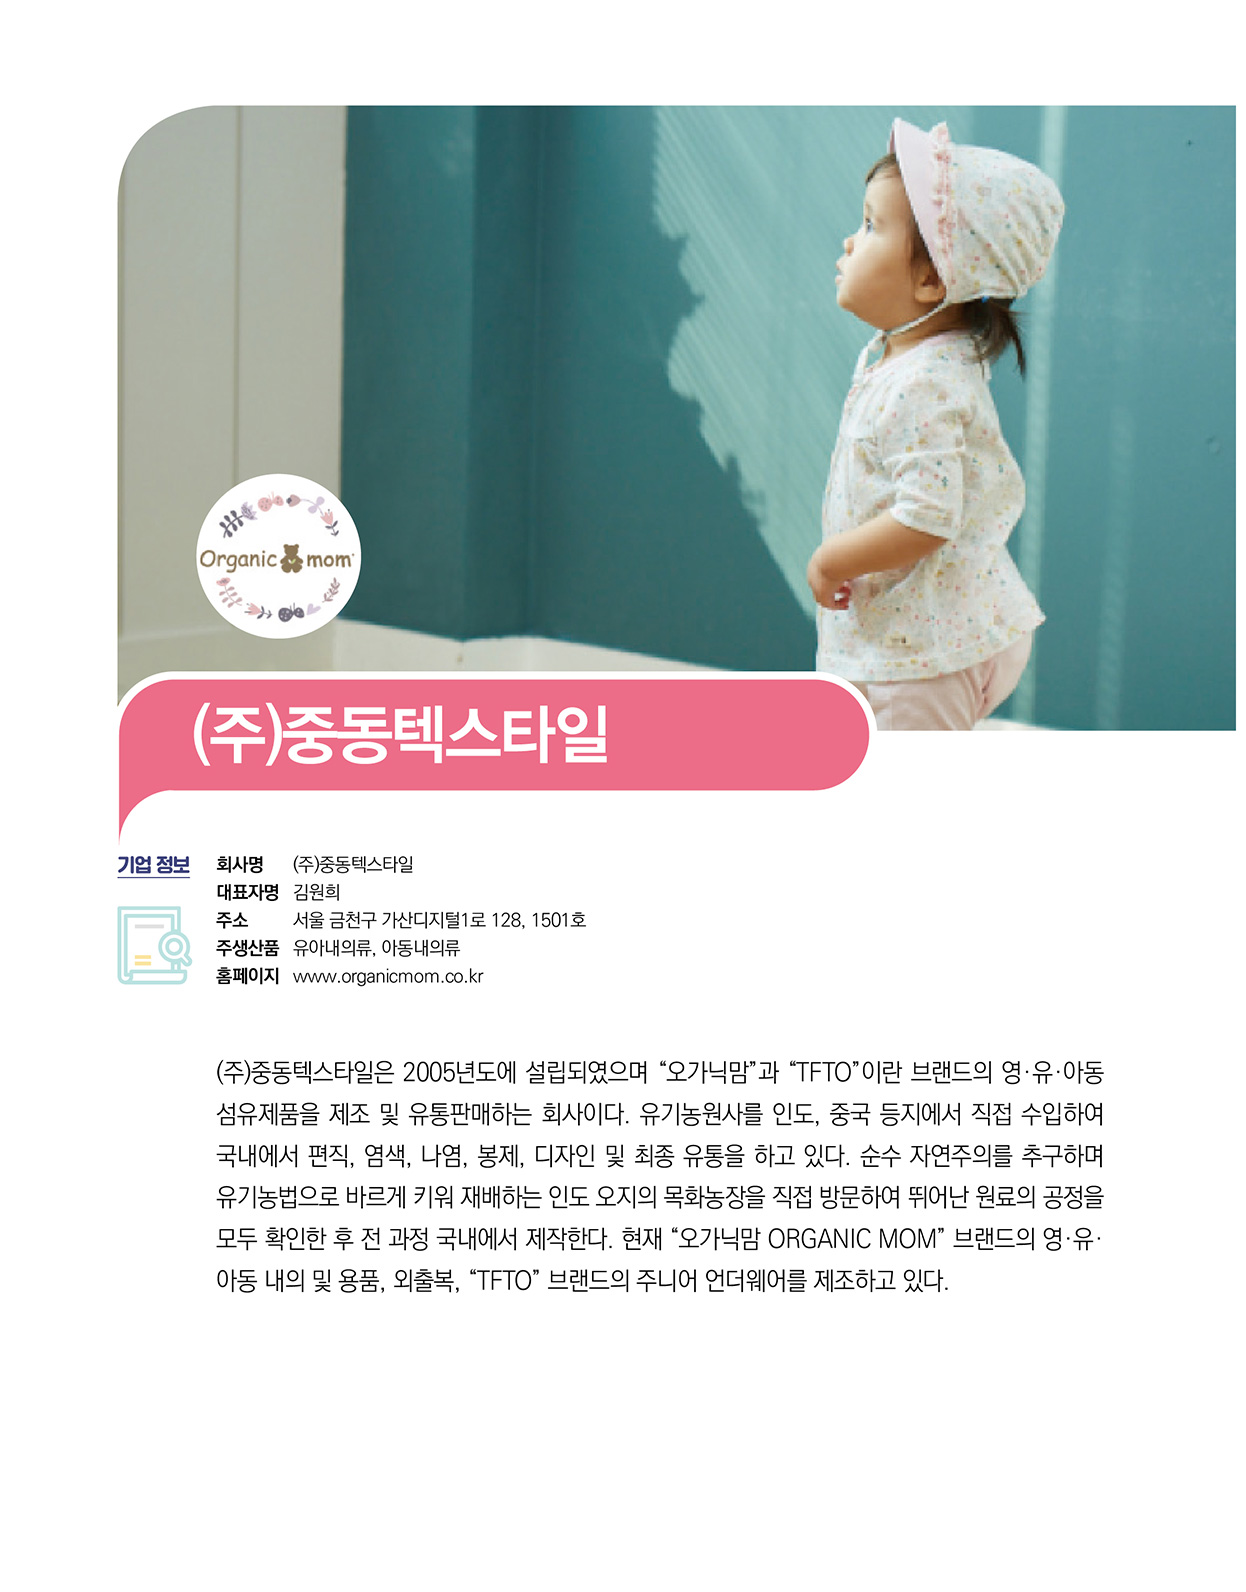 Organic mom
(주)중동텍스타일
기업 정보
회사명 (주)중동텍스타일
대표자명 김원희
주소 서울 금천구 가산디지털1로 128, 1501호
주생산품 유아내의류, 아동내의류
홈페이지 www.organicmom.co.kr
(주)중동텍스타일은 2005년도에 설립되였으며 “오가닉맘”과 “TFTO”이란 브랜드의 영·유·아동
섬유제품을 제조 및 유통판매하는 회사이다. 유기농원사를 인도, 중국 등지에서 직접 수입하여
국내에서 편직, 염색, 나염, 봉제, 디자인 및 최종 유통을 하고 있다. 순수 자연주의를 추구하며
유기농법으로 바르게 키워 재배하는 인도 오지의 목화농장을 직접 방문하여 뛰어난 원료의 공정을
모두 확인한 후 전 과정 국내에서 제작한다. 현재 “오가닉맘 ORGANIC MOM” 브랜드의 영·유·
아동 내의 및 용품, 외출복, “TFTO” 브랜드의 주니어 언더웨어를 제조하고 있다.